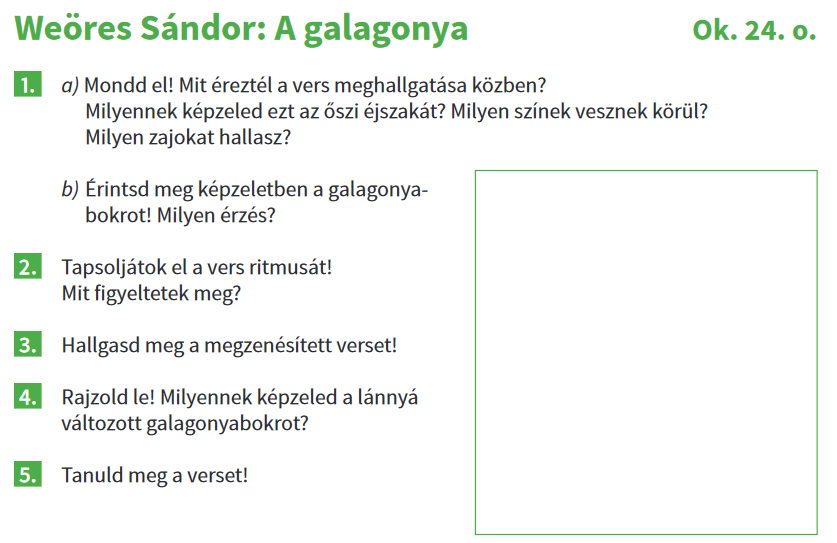 Weöres Sándor: A galagonya
Ok. 24. o.
1. a) Mondd el! Mit éreztél a vers meghallgatása közben?
Milyennek képzeled ezt az őszi éjszakát? Milyen színek vesznek körül?
Milyen zajokat hallasz?
b) Érintsd meg képzeletben a galagonya-
bokrot! Milyen érzés?
2. Tapsoljátok el a vers ritmusát!
Mit figyeltetek meg?
3. Hallgasd meg a megzenésített verset!
4. Rajzold le! Milyennek képzeled a lánnyá
változott galagonyabokrot?
5. Tanuld meg a verset!